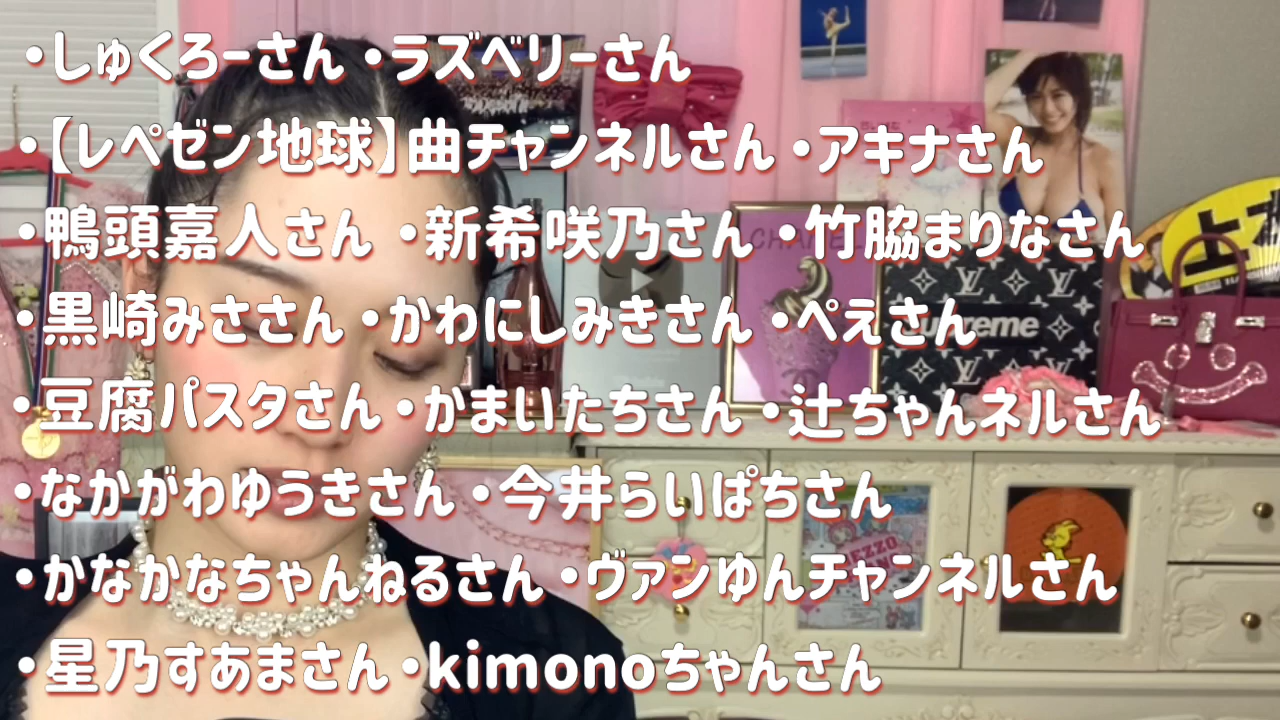 ・しゅくろーさん ・ラズベリーさん
・【レペゼン地球】曲チャンネルさん ・アキナさん
・鴨頭嘉人さん ・新希咲乃さん ・竹脇まりなさん
・黒崎みささん ・かわにしみきさん ・ぺえさん
・豆腐パスタさん ・かまいたちさん ・辻ちゃんネルさん
・なかがわゆうきさん ・今井らいぱちさん
・かなかなちゃんねるさん ・ヴァンゆんチャンネルさん
・星乃すあまさん ・kimonoちゃんさん
CHANEL
Supreme